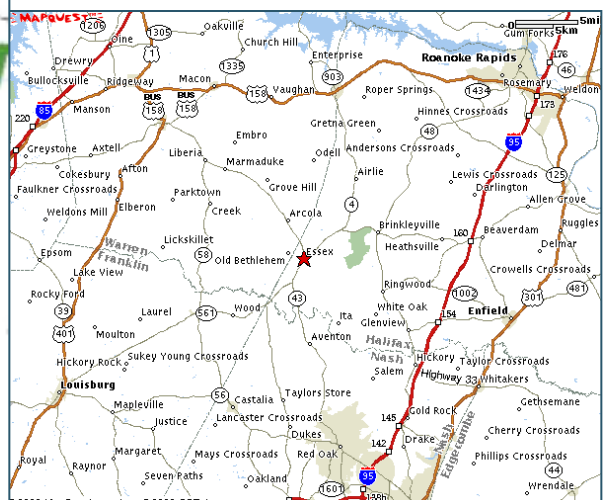 MAPQUEST
0 5mi
5km
1206
1305
Oakville
Gum Forks
Oine
Church Hill
1
Drewry
Enterprise
Roanoke Rapids
176
1335
46
Bullocksville
Ridgeway
Macon
903
Rosemary
BUS
158
BUS
158
158
Vaughan
Roper Springs
1434
Weldon
Manson
85
173
220
Gretna Green
Hinnes Crossroads
Embro
48
95
Greystone
Axtell
Liberia
Odell
Andersons Crossroads
Marmaduke
Cokesbury
Afton
Airlie
Lewis Crossroads
125
Faulkner Crossroads
Parktown
Grove Hill
Darlington
Elberon
Creek
4
Allen Grove
Weldons Mill
Arcola
Brinkleyville
Ruggles
Lickskillet
160
Beaverdam
Warren
Franklin
Heathsville
Delmar
Epsom
58
Old Bethlehem
Essex
Crowells Crossroads
Lake View
Ringwood
481
Rocky Ford
43
1002
301
39
Laurel
561
Wood
White Oak
154
Enfield
401
Moulton
Ita
Glenview
Aventon
Halifax
Nash
Hickory Rock
Sukey Young Crossroads
Hickory
Taylor Crossroads
Salem
Highway 33
Whitakers
Louisburg
56
Castalia
Taylors Store
Gethsemane
Mapleville
Gold Rock
Justice
Lancaster Crossroads
145
Cherry Crossroads
Dukes
Nash
Edgecombe
Drake
142
Margaret
Mays Crossroads
Red Oak
Phillips Crossroads
Royal
Raynor
95
44
Seven Paths
Oakland
1601
Wrendale